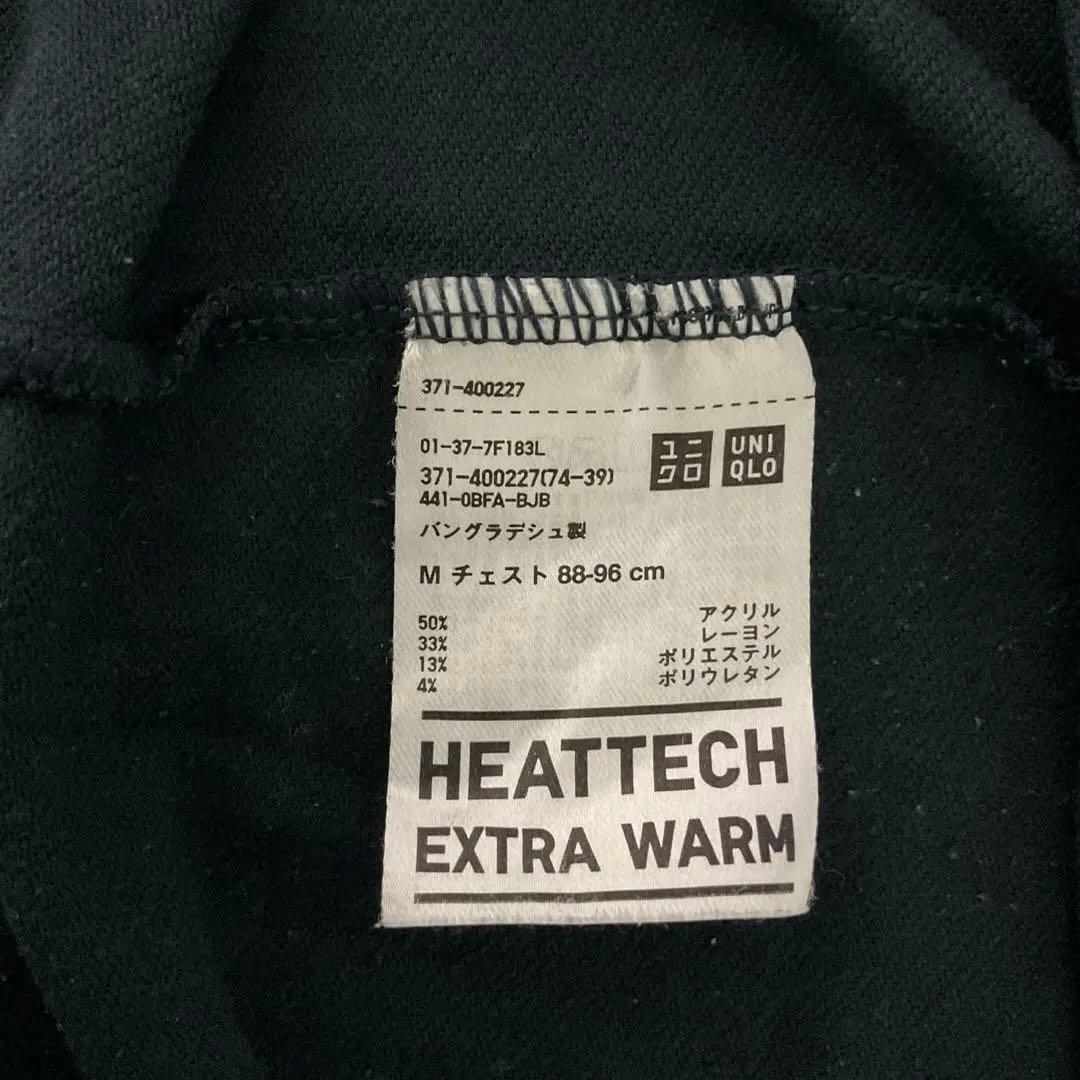 371-400227
01-37-7F183L
371-400227(74-39)
441-0BFA-BJB
ユニクロ
UNIQLO
バングラデシュ製
M チェスト 88-96 cm
50% アクリル
33% レーヨン
13% ポリエステル
4% ポリウレタン
HEATTECH
EXTRA WARM